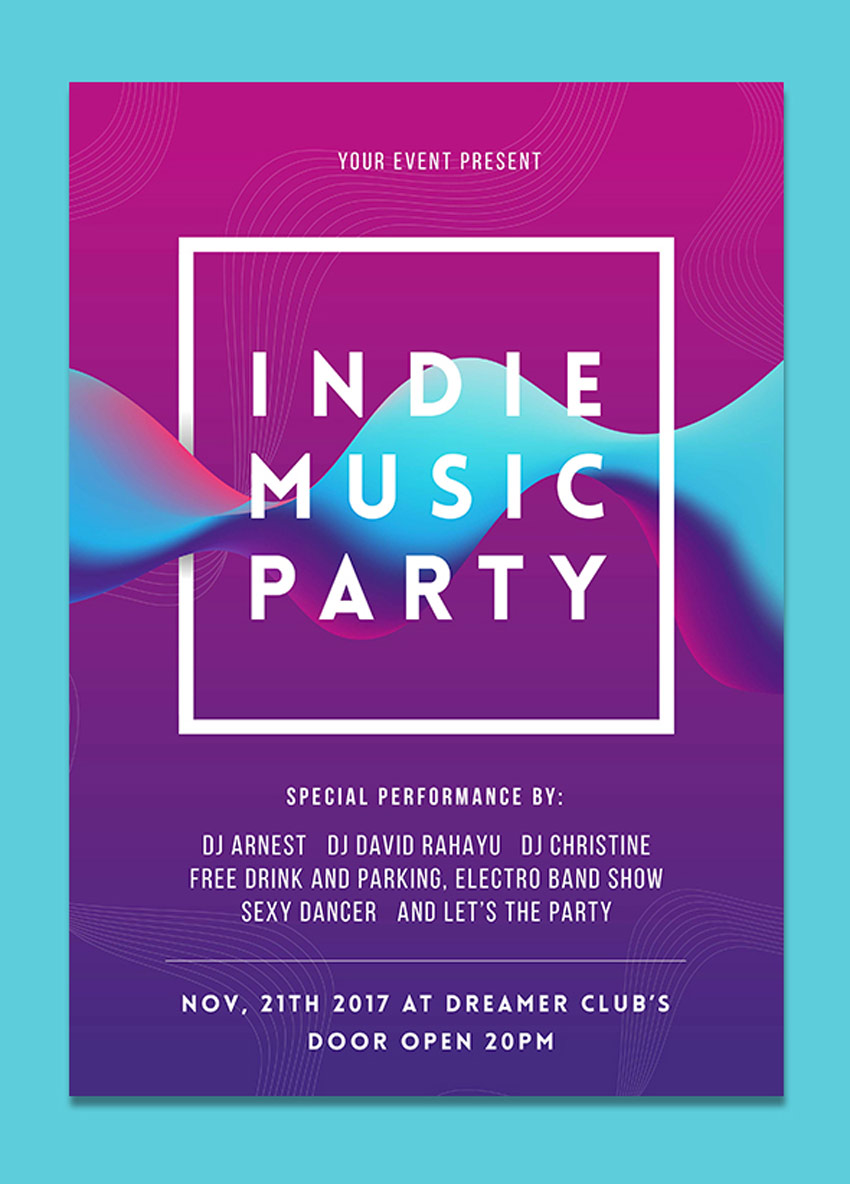 YOUR EVENT PRESENT
INDIE
MUSIC
PARTY
SPECIAL PERFORMANCE BY:
DJ ARNEST DJ DAVID RAHAYU DJ CHRISTINE
FREE DRINK AND PARKING, ELECTRO BAND SHOW
SEXY DANCER AND LET'S THE PARTY
NOV, 21TH 2017 AT DREAMER CLUB'S
DOOR OPEN 20PM